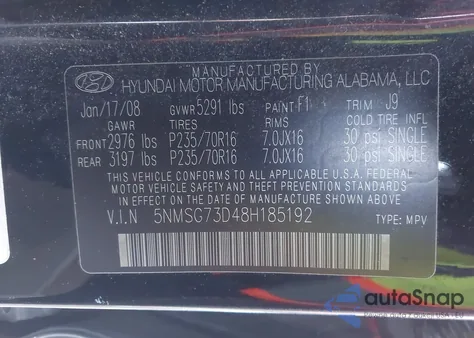 MANUFACTURED BY
HYUNDAI MOTOR MANUFACTURING ALABAMA, LLC
Jan/17/08 GVWR 5291 lbs PAINT F1 TRIM J9
GAWR TIRES RIMS COLD TIRE INFL
FRONT 2976 lbs P235/70R16 7.0JX16 30 psi SINGLE
REAR 3197 lbs P235/70R16 7.0JX16 30 psi SINGLE
THIS VEHICLE CONFORMS TO ALL APPLICABLE U.S.A. FEDERAL
MOTOR VEHICLE SAFETY AND THEFT PREVENTION STANDARDS
IN EFFECT ON THE DATE OF MANUFACTURE SHOWN ABOVE
V.I.N 5NMSG73D48H185192 TYPE: MPV
autoSnap